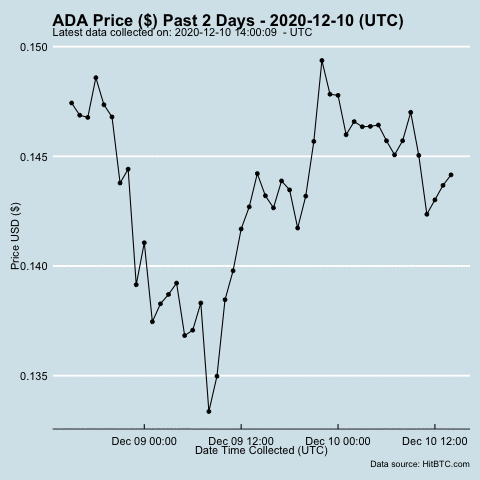 ADA Price ($) Past 2 Days - 2020-12-10 (UTC)
Latest data collected on: 2020-12-10 14:00:09 - UTC
0.150
0.145
0.140
0.135
Price USD ($)
Dec 09 00:00 Dec 09 12:00 Dec 10 00:00 Dec 10 12:00
Date Time Collected (UTC)
Data source: HitBTC.com